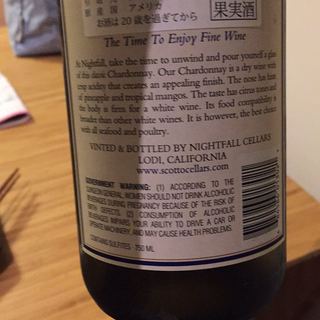 原産国 アメリカ
お酒は20歳を過ぎてから
果実酒
The Time To Enjoy Fine Wine
At Nightfall, take the time to unwind and pour yourself a glass
of this classic Chardonnay. Our Chardonnay is a dry wine with
crisp acidity that creates an appealing finish. The nose has hints
of pineapple and tropical mangos. The taste has citrus tones and
the body is firm for a white wine. Its food compatibility is
broader than other white wines. It is however, the best choice
with all seafood and poultry.
VINTED & BOTTLED BY NIGHTFALL CELLARS
LODI, CALIFORNIA
www.scottocellars.com
GOVERNMENT WARNING: (1) ACCORDING TO THE
SURGEON GENERAL, WOMEN SHOULD NOT DRINK ALCOHOLIC
BEVERAGES DURING PREGNANCY BECAUSE OF THE RISK OF
BIRTH DEFECTS. (2) CONSUMPTION OF ALCOHOLIC
BEVERAGES IMPAIRS YOUR ABILITY TO DRIVE A CAR OR
OPERATE MACHINERY, AND MAY CAUSE HEALTH PROBLEMS.
CONTAINS SULFITES 750 ML